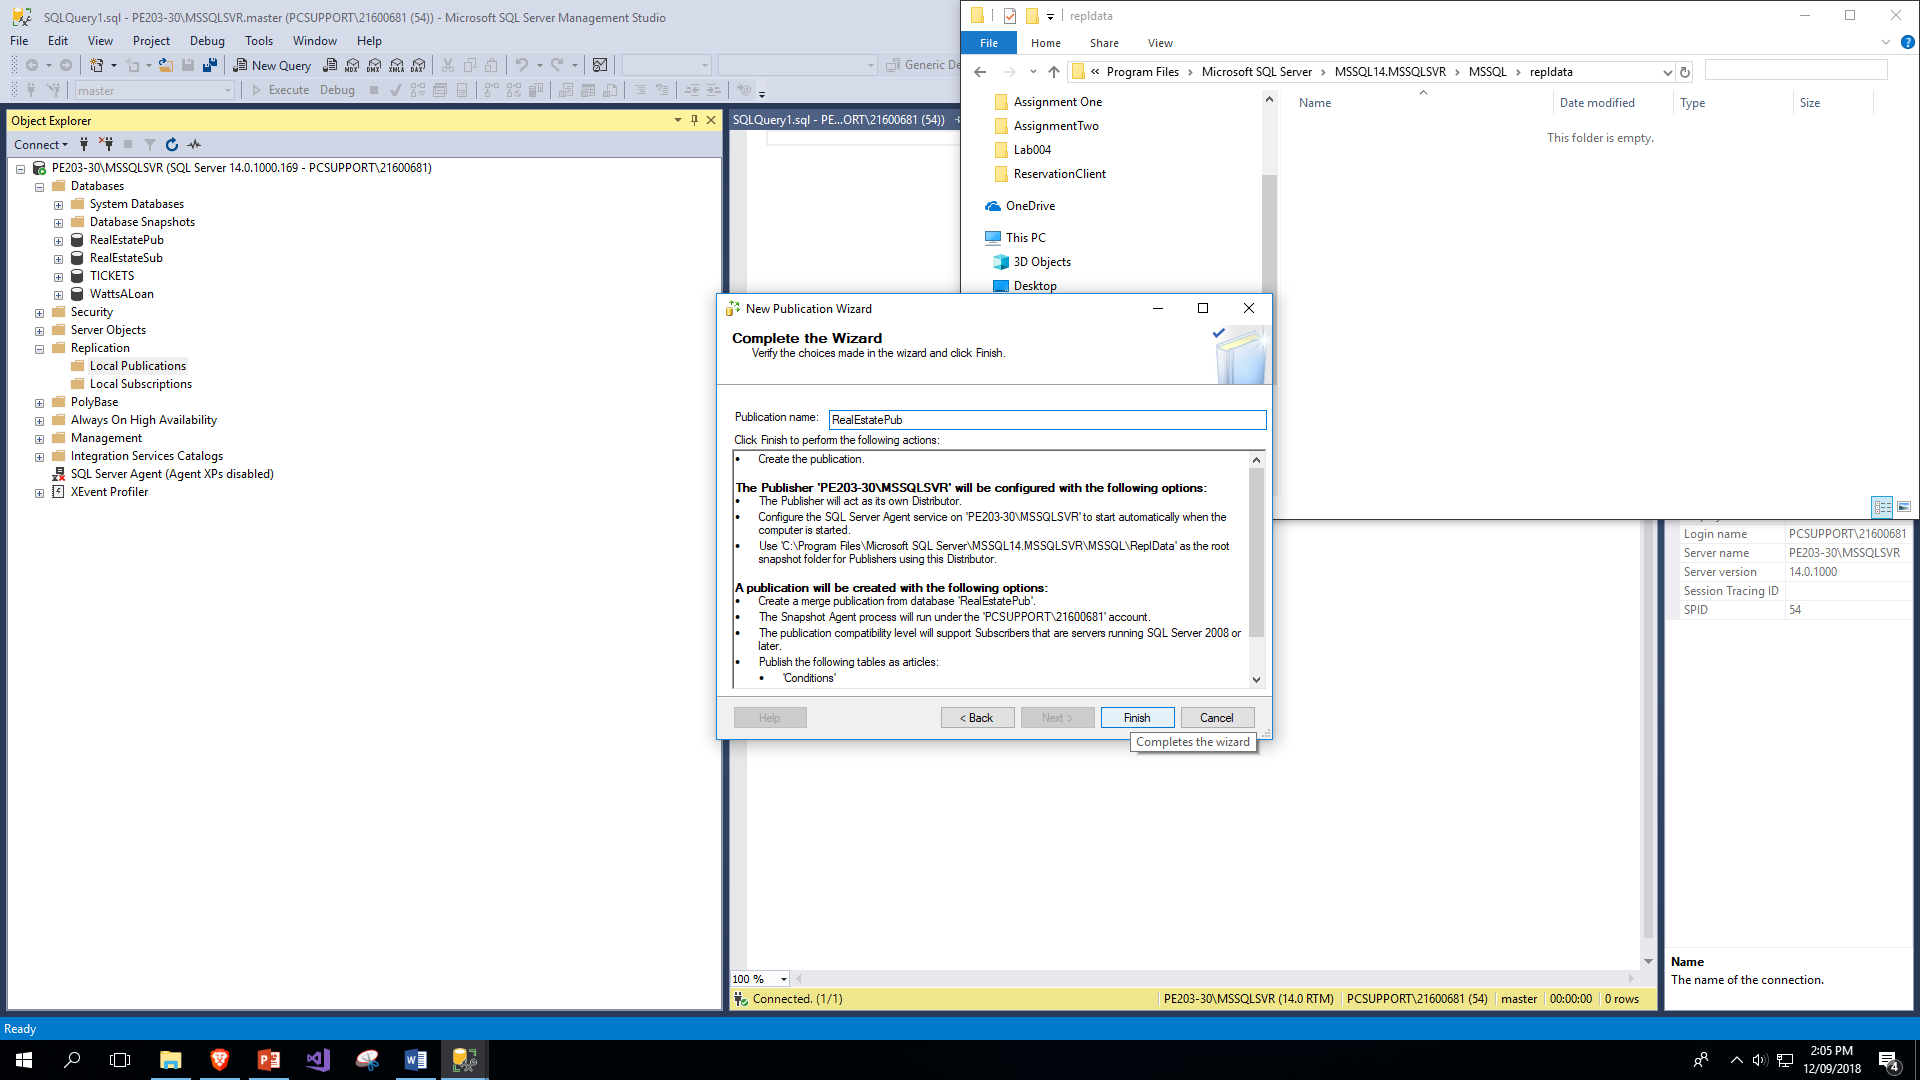 SQLQuery1.sql - PE203-30\MSSQLSVR.master (PCSUPPORT\21600681 (54)) - Microsoft SQL Server Management Studio
File Edit View Project Debug Tools Window Help
New Query
MDX DMX XMLA DAX
Generic De
master
Execute Debug
Object Explorer
Connect
PE203-30\MSSQLSVR (SQL Server 14.0.1000.169 - PCSUPPORT\21600681)
Databases
System Databases
Database Snapshots
RealEstatePub
RealEstateSub
TICKETS
WattsALoan
Security
Server Objects
Replication
Local Publications
Local Subscriptions
PolyBase
Always On High Availability
Management
Integration Services Catalogs
SQL Server Agent (Agent XPs disabled)
XEvent Profiler
SQLQuery1.sql - PE...ORT\21600681 (54))
repldata
File Home Share View
« Program Files > Microsoft SQL Server > MSSQL14.MSSQLSVR > MSSQL > repldata
Assignment One
AssignmentTwo
Lab004
ReservationClient
OneDrive
This PC
3D Objects
Desktop
Name Date modified Type Size
This folder is empty.
New Publication Wizard
Complete the Wizard
Verify the choices made in the wizard and click Finish.
Publication name: RealEstatePub
Click Finish to perform the following actions:
• Create the publication.
The Publisher 'PE203-30\MSSQLSVR' will be configured with the following options:
• The Publisher will act as its own Distributor.
• Configure the SQL Server Agent service on 'PE203-30\MSSQLSVR' to start automatically when the
computer is started.
• Use 'C:\Program Files\Microsoft SQL Server\MSSQL14.MSSQLSVR\MSSQL\ReplData' as the root
snapshot folder for Publishers using this Distributor.
A publication will be created with the following options:
• Create a merge publication from database 'RealEstatePub'.
• The Snapshot Agent process will run under the 'PCSUPPORT\21600681' account.
• The publication compatibility level will support Subscribers that are servers running SQL Server 2008 or
later.
• Publish the following tables as articles:
• 'Conditions'
Help < Back Next > Finish Cancel
Completes the wizard
Login name PCSUPPORT\21600681
Server name PE203-30\MSSQLSVR
Server version 14.0.1000
Session Tracing ID
SPID 54
Name
The name of the connection.
100 %
Connected. (1/1)
PE203-30\MSSQLSVR (14.0 RTM) PCSUPPORT\21600681 (54) master 00:00:00 0 rows
Ready
2:05 PM
12/09/2018
4